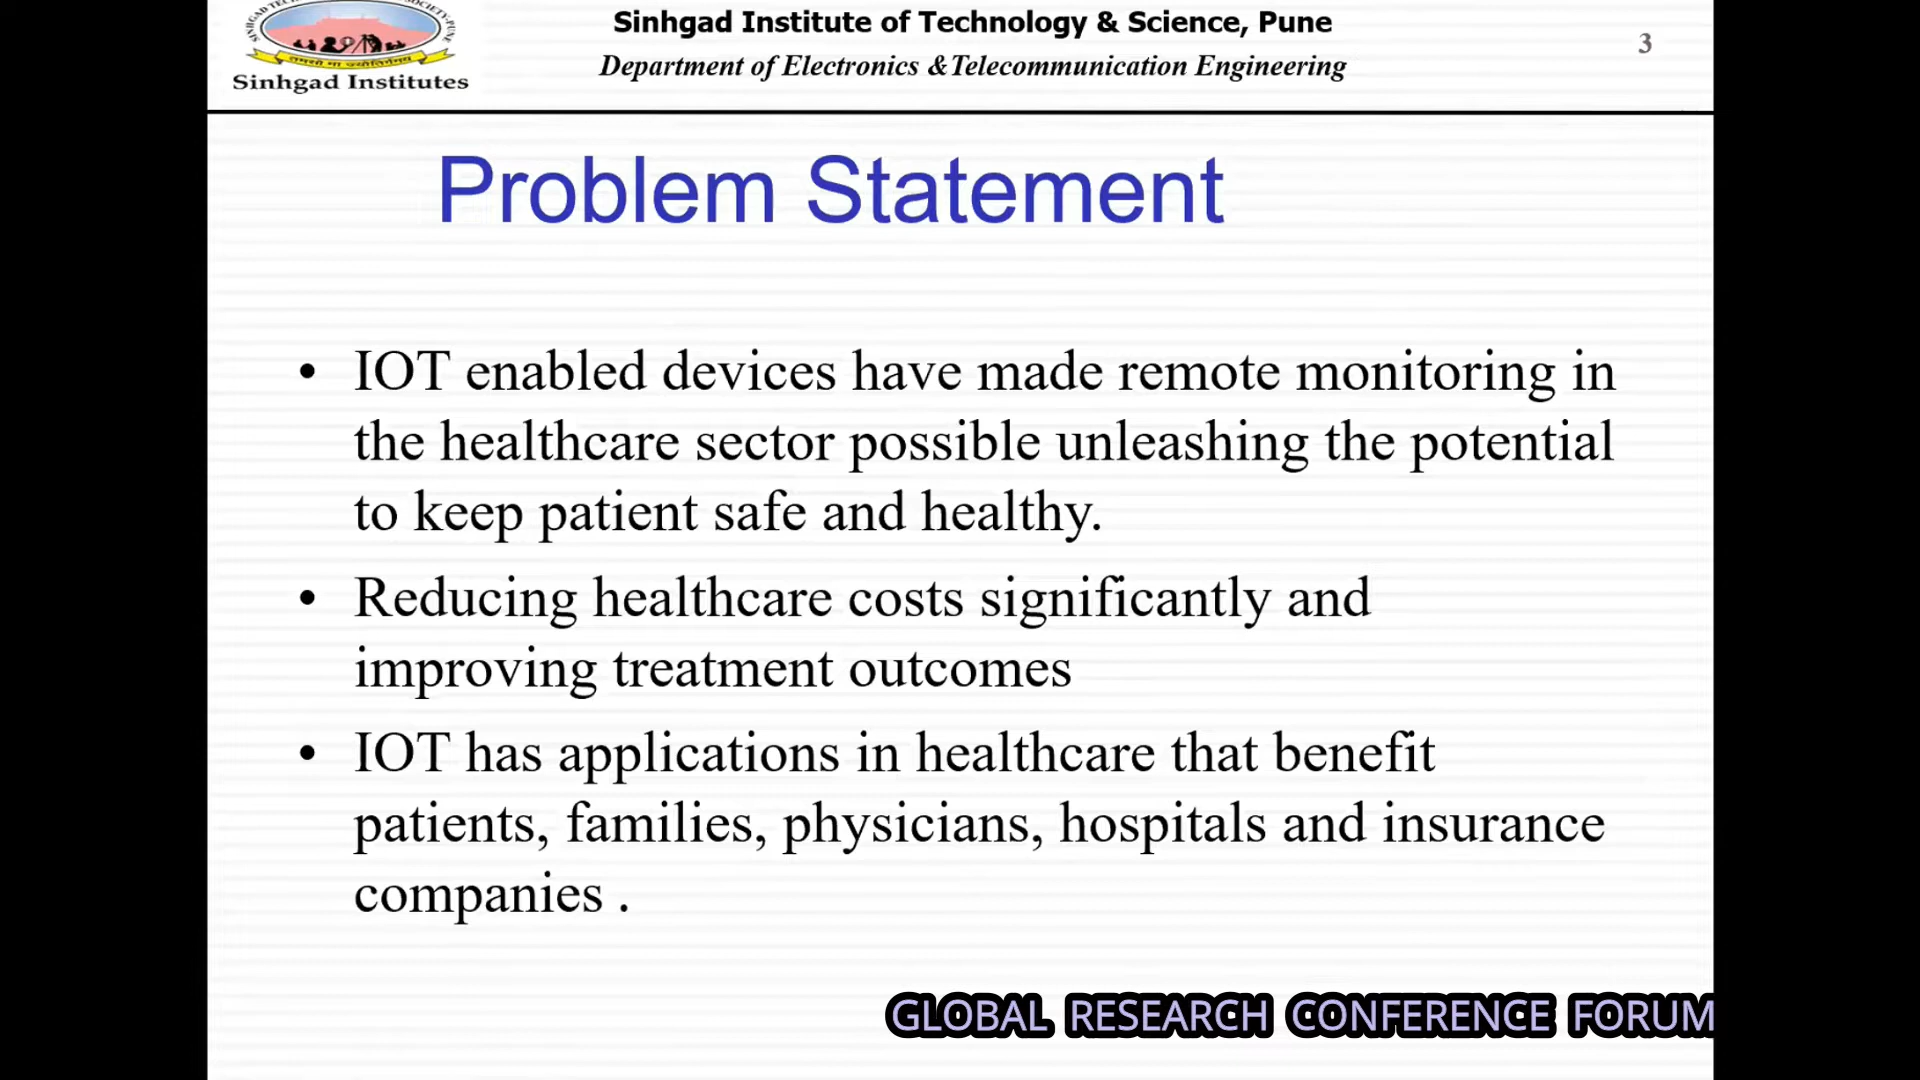 Sinhgad Institute of Technology & Science, Pune
3
Department of Electronics &Telecommunication Engineering
Sinhgad Institutes
Problem Statement
• IOT enabled devices have made remote monitoring in
the healthcare sector possible unleashing the potential
to keep patient safe and healthy.
• Reducing healthcare costs significantly and
improving treatment outcomes
• IOT has applications in healthcare that benefit
patients, families, physicians, hospitals and insurance
companies .
GLOBAL RESEARCH CONFERENCE FORUM